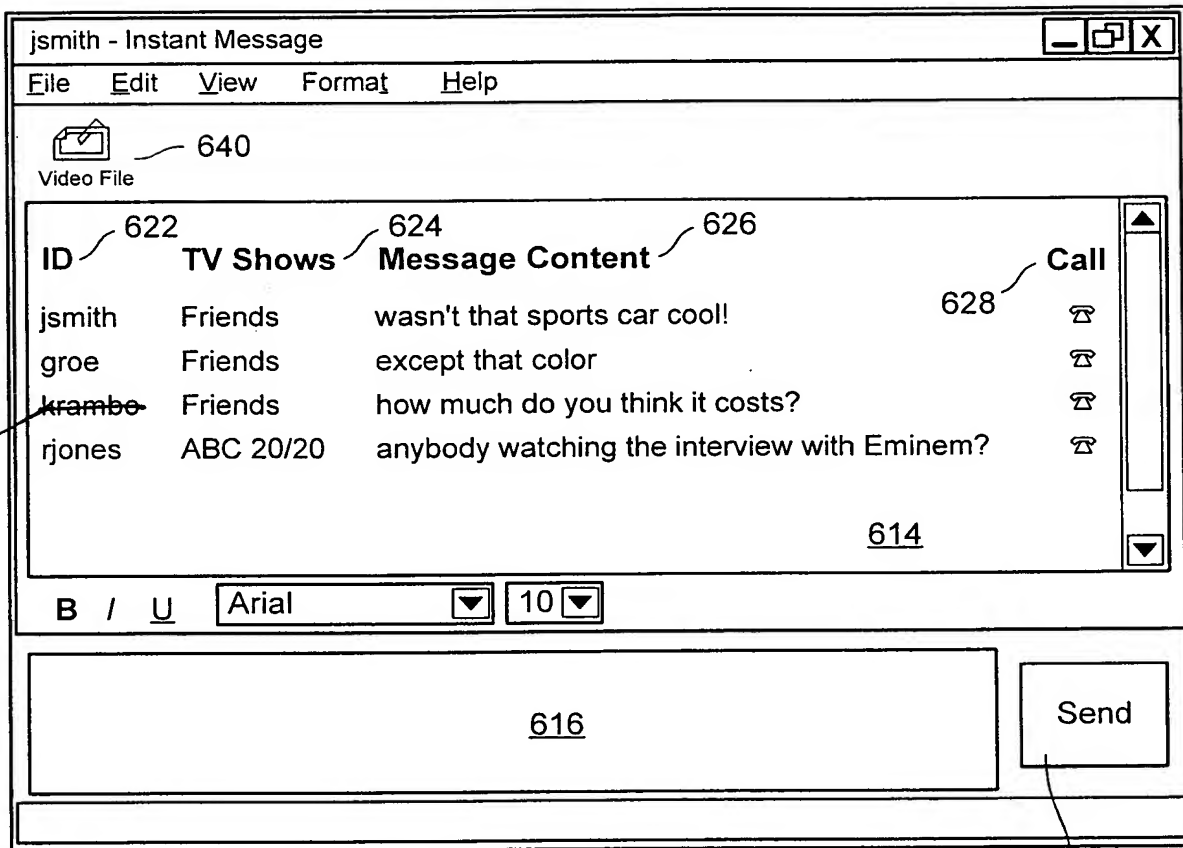 jsmith - Instant Message X
File Edit View Format Help
640
Video File
622 624 626
ID TV Shows Message Content Call
628
jsmith Friends wasn't that sports car cool!
groe Friends except that color
krambo Friends how much do you think it costs?
rjones ABC 20/20 anybody watching the interview with Eminem?
614
B I U Arial 10
616
Send